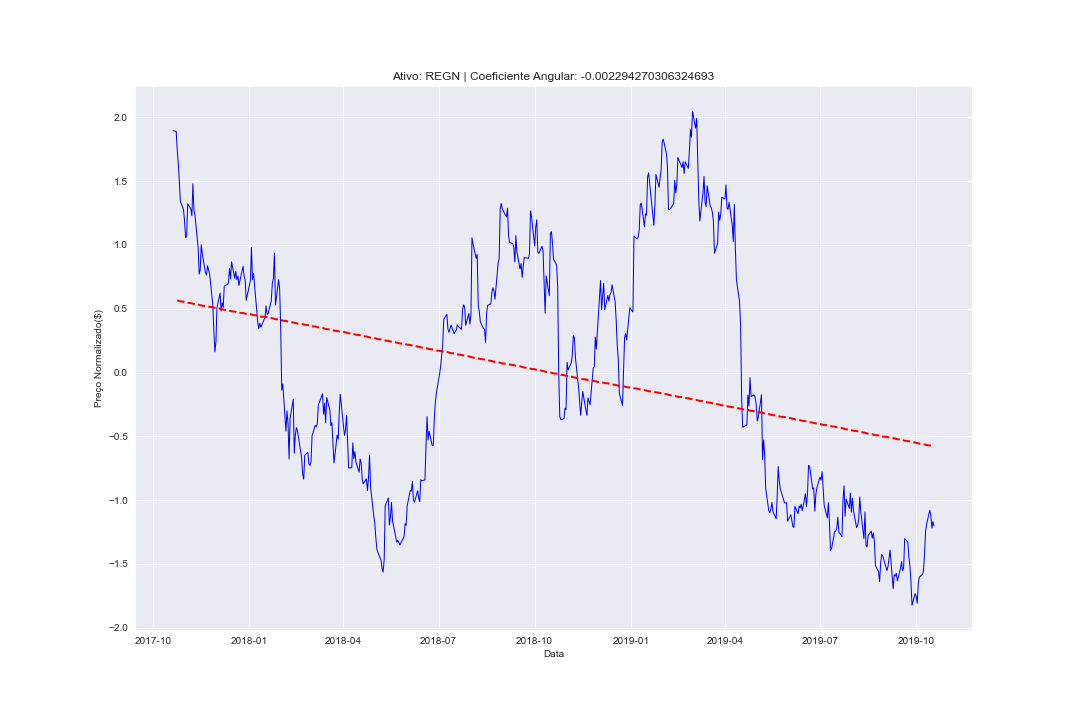 Ativo: REGN | Coeficiente Angular: -0.002294270306324693
2.0
1.5
1.0
0.5
0.0
−0.5
−1.0
−1.5
−2.0
Preço Normalizado($)
2017-10 2018-01 2018-04 2018-07 2018-10 2019-01 2019-04 2019-07 2019-10
Data